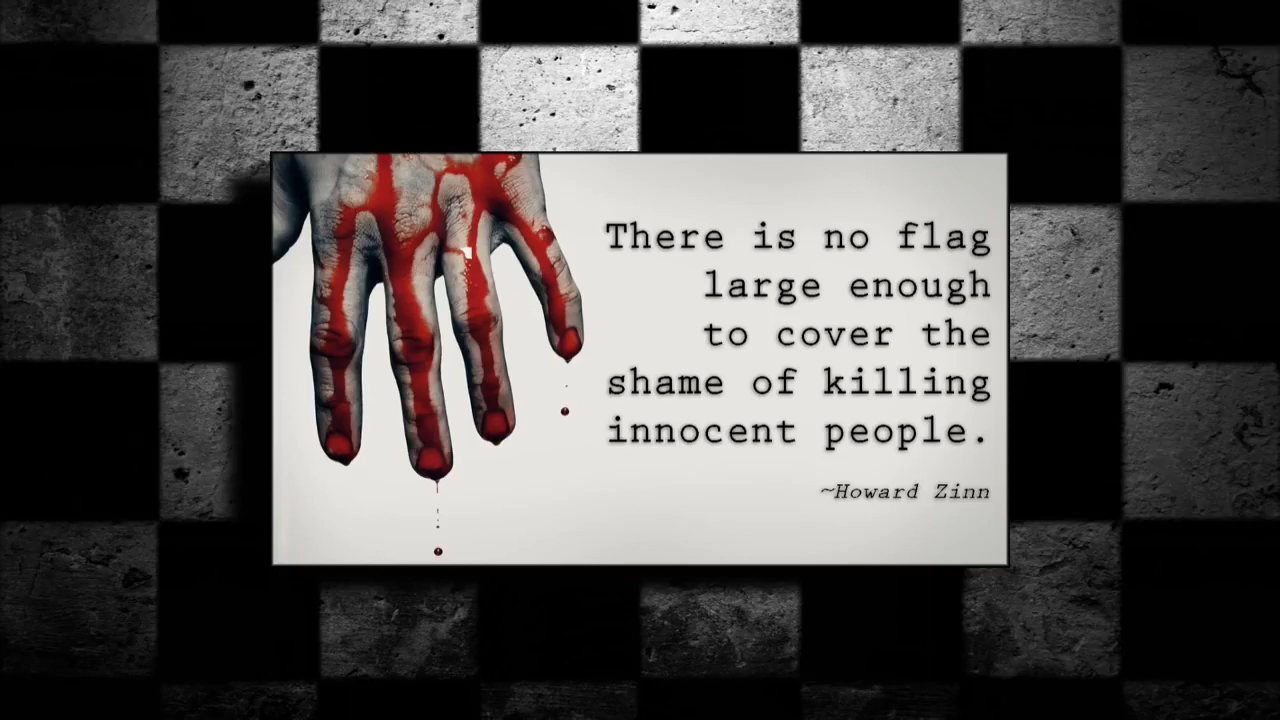 There is no flag
large enough
to cover the
shame of killing
innocent people.
~Howard Zinn